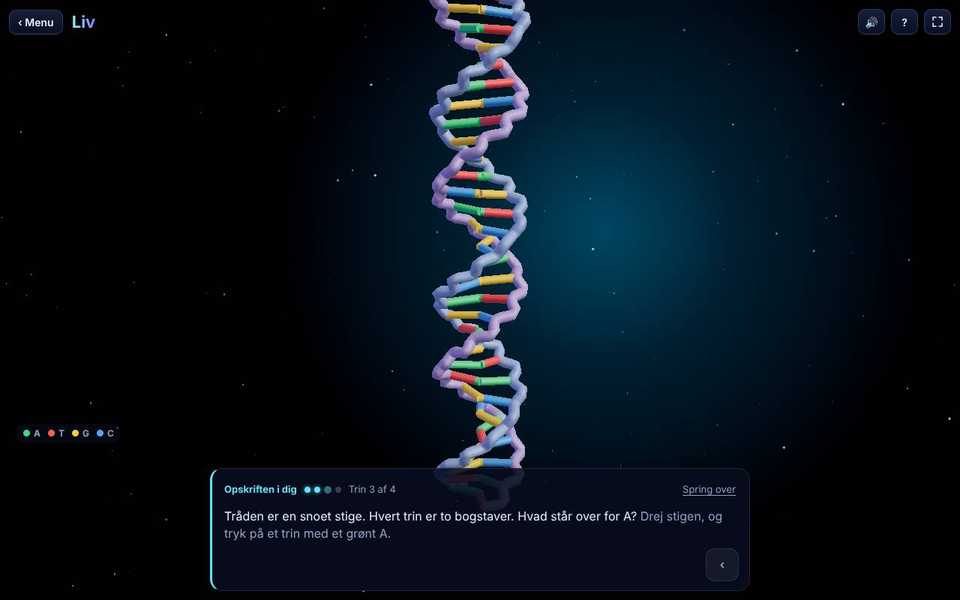 ‹ Menu
Liv
?
A T G C
Opskriften i dig
Trin 3 af 4
Spring over
Tråden er en snoet stige. Hvert trin er to bogstaver. Hvad står over for A? Drej stigen, og
tryk på et trin med et grønt A.
‹